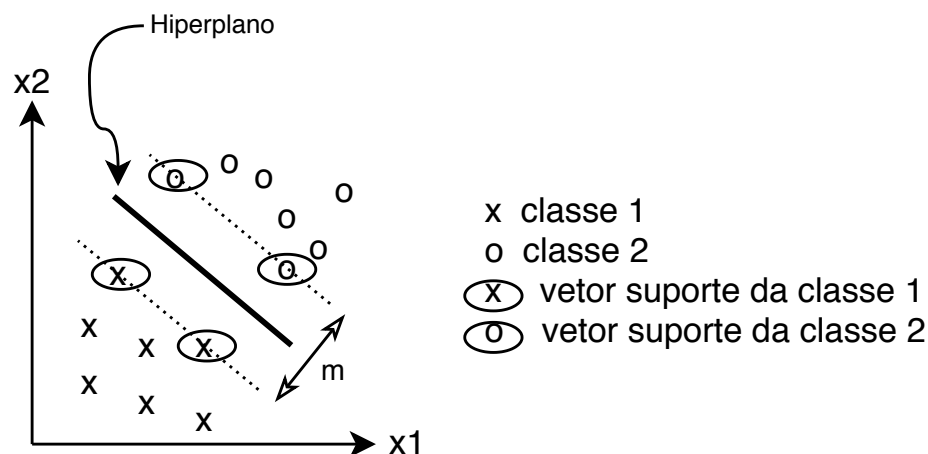 Hiperplano
x2
o
o
o
o
o
o
o
x
x
x
x
x
x
x
m
x1
x classe 1
o classe 2
x vetor suporte da classe 1
o vetor suporte da classe 2